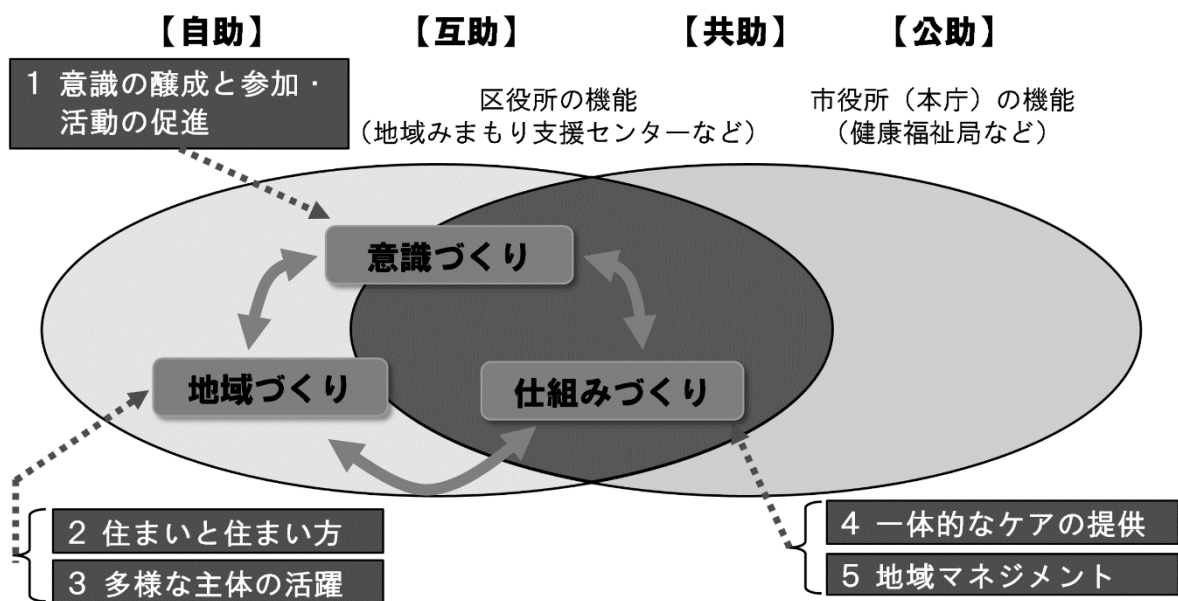 【自助】 【互助】 【共助】 【公助】
1 意識の醸成と参加・
活動の促進
区役所の機能
(地域みまもり支援センターなど)
市役所(本庁)の機能
(健康福祉局など)
意識づくり
地域づくり
仕組みづくり
2 住まいと住まい方
3 多様な主体の活躍
4 一体的なケアの提供
5 地域マネジメント